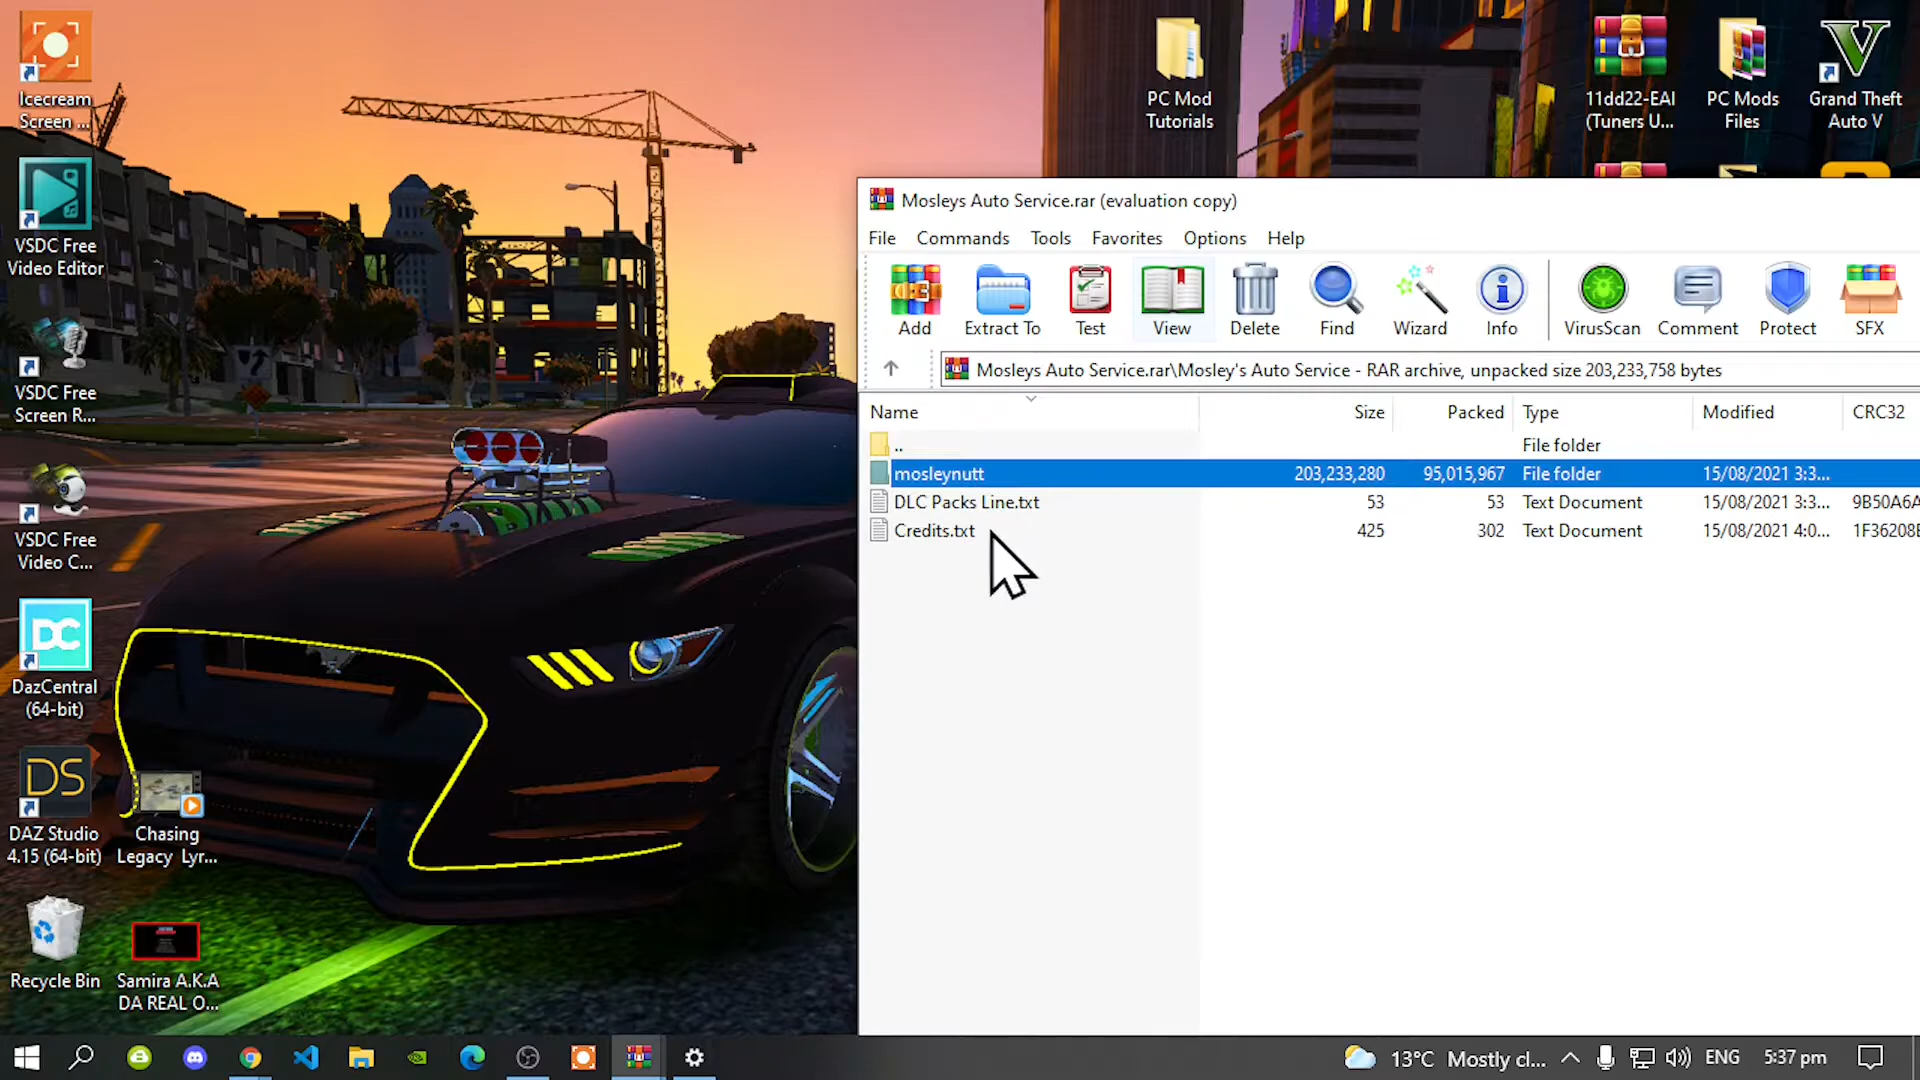 Icecream
Screen ...
VSDC Free
Video Editor
VSDC Free
Screen R...
VSDC Free
Video C...
DC
DazCentral
(64-bit)
DS
DAZ Studio
4.15 (64-bit)
Chasing
Legacy Lyr...
Recycle Bin
Samira A.K.A
DA REAL O...
PC Mod
Tutorials
11dd22-EAI
(Tuners U...
PC Mods
Files
Grand Theft
Auto V
Mosleys Auto Service.rar (evaluation copy)
File Commands Tools Favorites Options Help
Add Extract To Test View Delete Find Wizard Info VirusScan Comment Protect SFX
Mosleys Auto Service.rar\Mosley's Auto Service - RAR archive, unpacked size 203,233,758 bytes
Name Size Packed Type Modified CRC32
.. File folder
mosleynutt 203,233,280 95,015,967 File folder 15/08/2021 3:3...
DLC Packs Line.txt 53 53 Text Document 15/08/2021 3:3... 9B50A6A
Credits.txt 425 302 Text Document 15/08/2021 4:0... 1F36208
13°C Mostly cl... ENG 5:37 pm